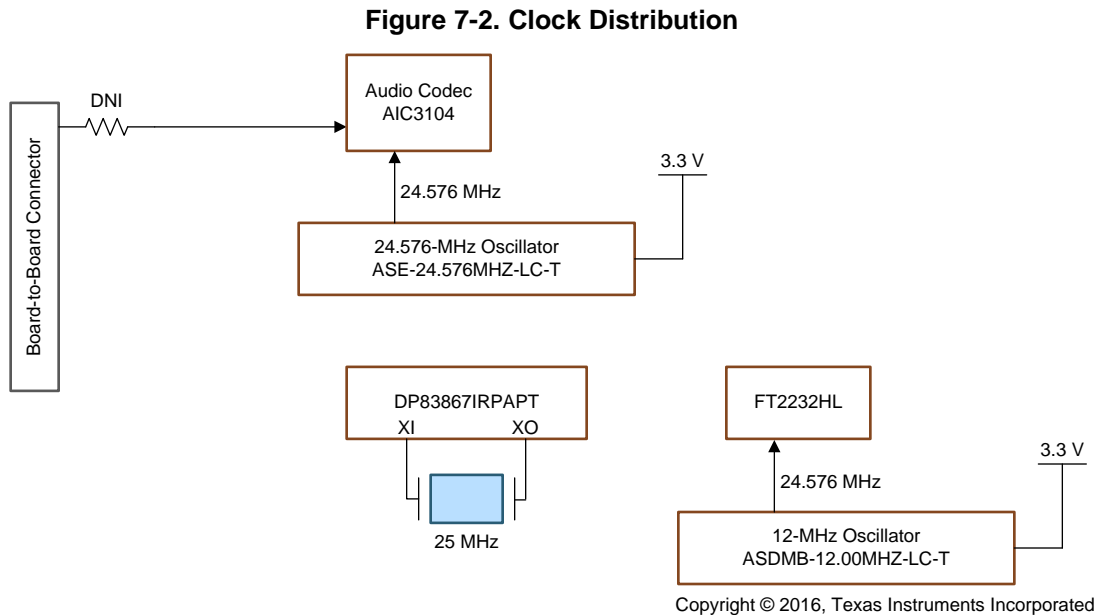 Figure 7-2. Clock Distribution
Board-to-Board Connector
DNI
Audio Codec
AIC3104
24.576 MHz
3.3 V
24.576-MHz Oscillator
ASE-24.576MHZ-LC-T
DP83867IRPAPT
XI
XO
25 MHz
FT2232HL
24.576 MHz
3.3 V
12-MHz Oscillator
ASDMB-12.00MHZ-LC-T
Copyright © 2016, Texas Instruments Incorporated